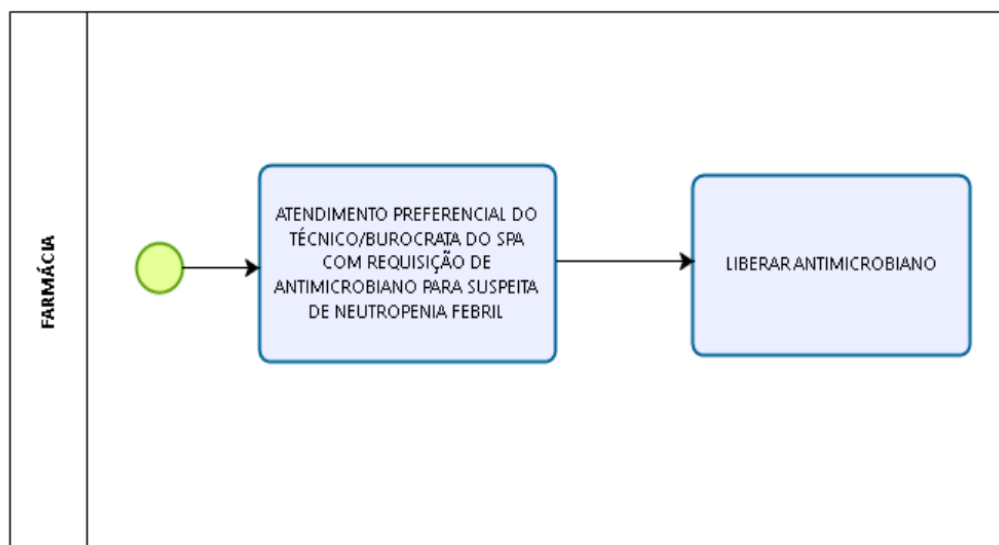 FARMÁCIA
ATENDIMENTO PREFERENCIAL DO
TÉCNICO/BUROCRATA DO SPA
COM REQUISIÇÃO DE
ANTIMICROBIANO PARA SUSPEITA
DE NEUTROPENIA FEBRIL
LIBERAR ANTIMICROBIANO